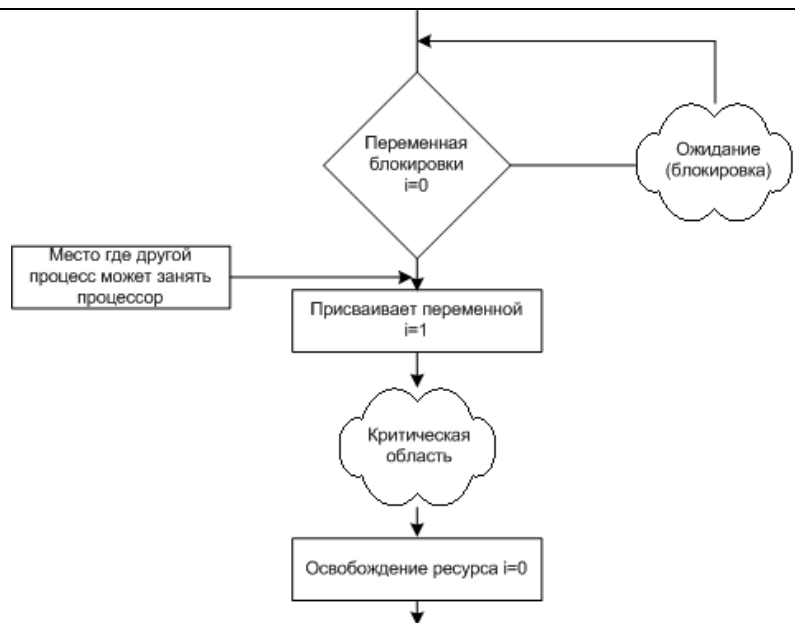 Переменная
блокировки
i=0
Ожидание
(блокировка)
Место где другой
процесс может занять
процессор
Присваивает переменной
i=1
Критическая
область
Освобождение ресурса i=0